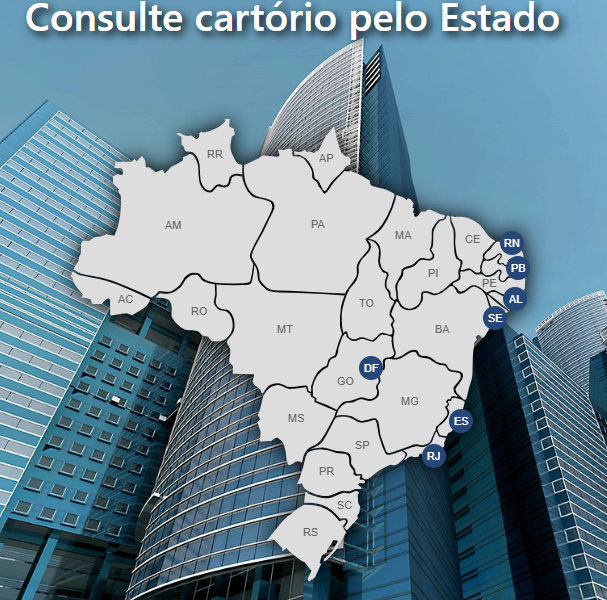 Consulte cartório pelo Estado
RR
AP
AM
PA
MA
CE
RN
PI
PB
PE
AC
RO
TO
AL
SE
MT
BA
GO
DF
MG
MS
ES
SP
RJ
PR
SC
RS